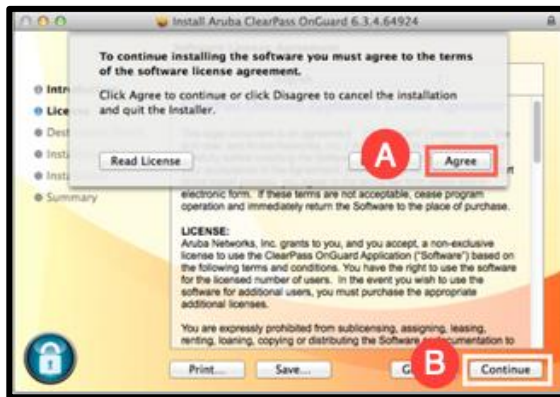 Install Aruba ClearPass OnGuard 6.3.4.64924
To continue installing the software you must agree to the terms
of the software license agreement.
Click Agree to continue or click Disagree to cancel the installation
and quit the Installer.
Read License
A
Agree
Summary
electronic form. If these terms are not acceptable, cease program
operation and immediately return the Software to the place of purchase.
LICENSE:
Aruba Networks, Inc. grants to you, and you accept, a non-exclusive
license to use the ClearPass OnGuard Application ("Software") based on
the following terms and conditions. You have the right to use the software
for the licensed number of users. In the event you wish to use the
software for additional users, you must purchase the appropriate
additional licenses.
You are expressly prohibited from sublicensing, assigning, leasing,
renting, loaning, copying or distributing the Software
Print...
Save...
B
Continue